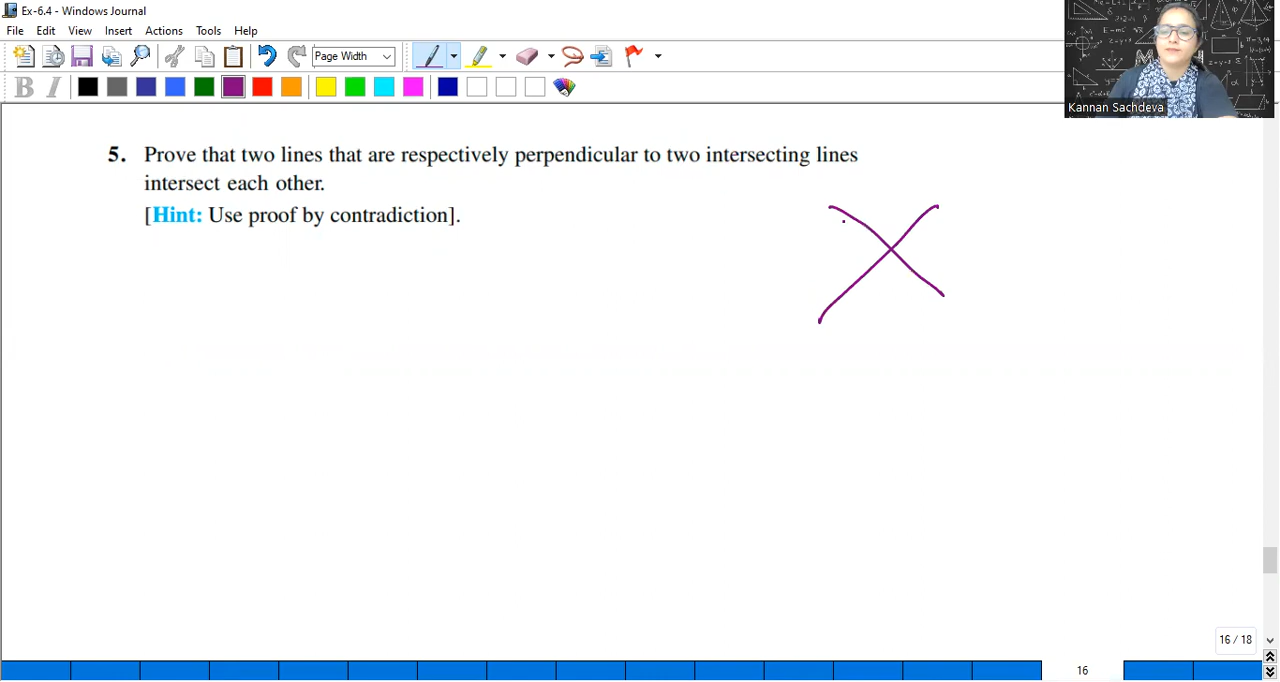 Ex-6.4 - Windows Journal
File Edit View Insert Actions Tools Help
Page Width
B I
Kannan Sachdeva
5. Prove that two lines that are respectively perpendicular to two intersecting lines
intersect each other.
[Hint: Use proof by contradiction].
16 / 18
16